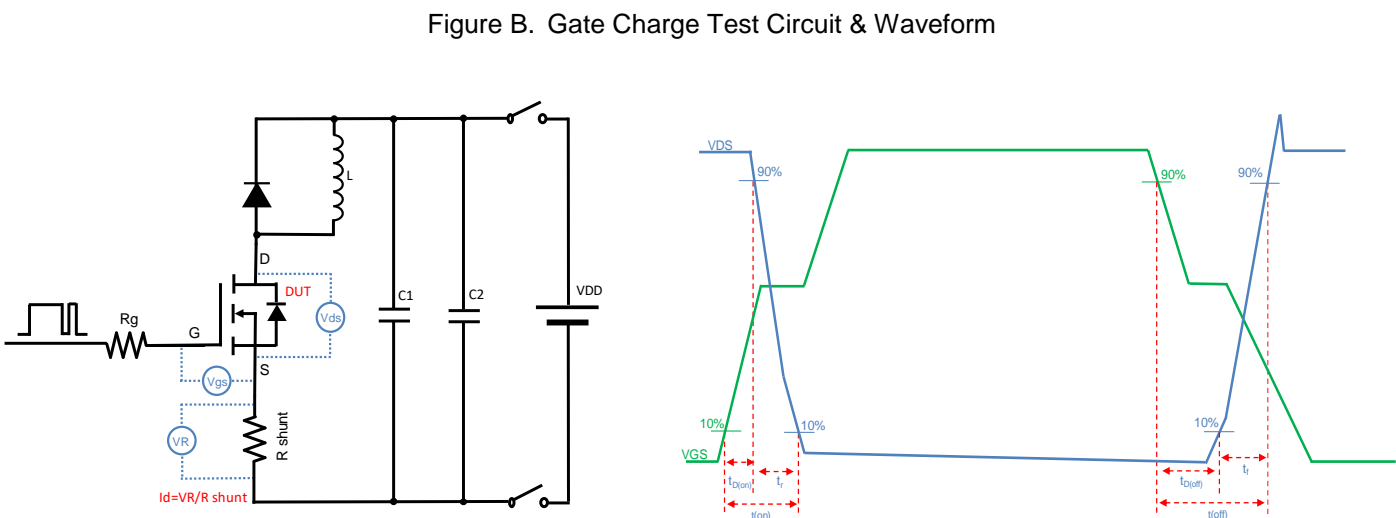 Figure B. Gate Charge Test Circuit & Waveform
L
D
DUT
Vds
C1
C2
VDD
Rg
G
S
Vgs
VR
R shunt
Id=VR/R shunt
VDS
90%
90%
90%
10%
10%
10%
VGS
tD(on)
tr
t(on)
tD(off)
tf
t(off)